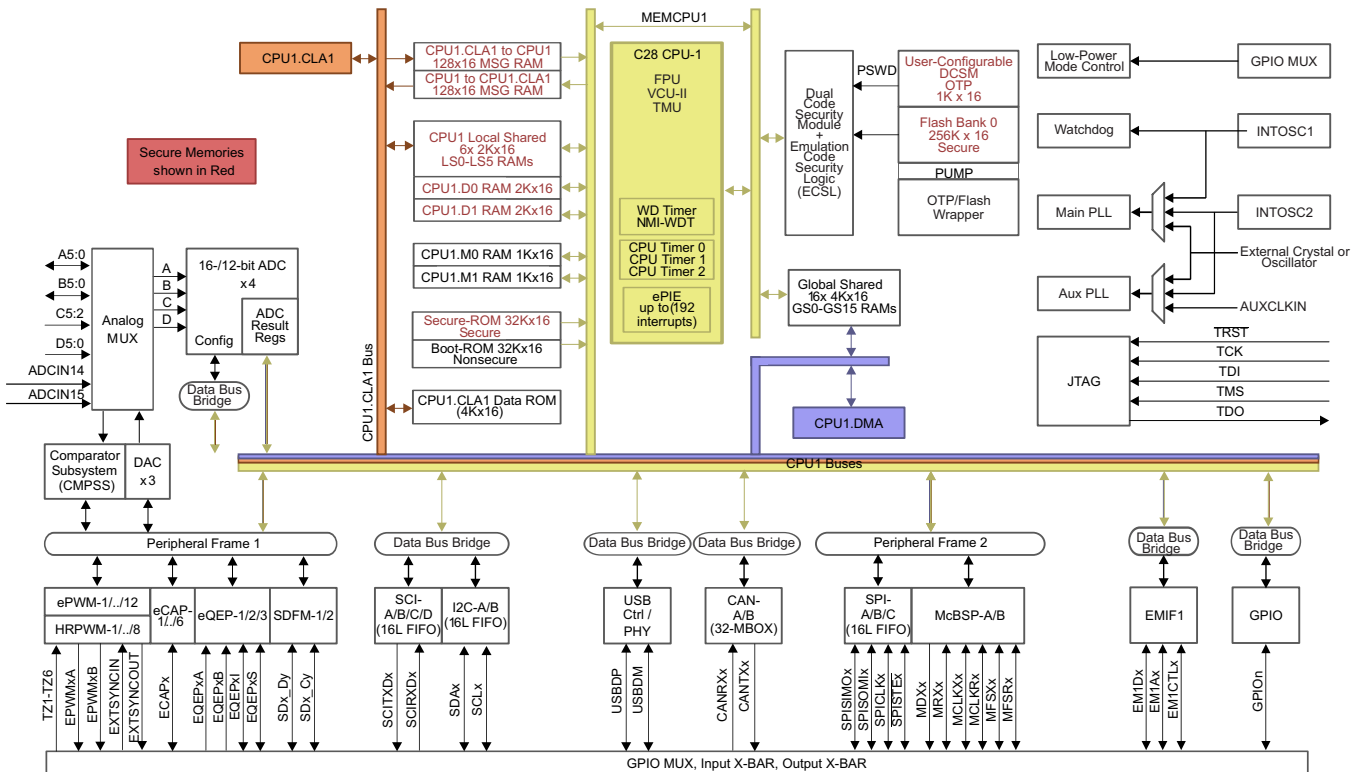 MEMCPU1
CPU1.CLA1
CPU1.CLA1 to CPU1
128x16 MSG RAM
CPU1 to CPU1.CLA1
128x16 MSG RAM
C28 CPU-1
FPU
VCU-II
TMU
PSWD
User-Configurable
DCSM
OTP
1K x 16
Dual
Code
Security
Module
+
Emulation
Code
Security
Logic
(ECSL)
Flash Bank 0
256K x 16
Secure
PUMP
OTP/Flash
Wrapper
Low-Power
Mode Control
GPIO MUX
Watchdog
INTOSC1
Main PLL
INTOSC2
External Crystal or
Oscillator
Aux PLL
AUXCLKIN
Secure Memories
shown in Red
CPU1 Local Shared
6x 2Kx16
LS0-LS5 RAMs
CPU1.D0 RAM 2Kx16
CPU1.D1 RAM 2Kx16
WD Timer
NMI-WDT
CPU Timer 0
CPU Timer 1
CPU Timer 2
ePIE
up to(192
interrupts)
CPU1.M0 RAM 1Kx16
CPU1.M1 RAM 1Kx16
Global Shared
16x 4Kx16
GS0-GS15 RAMs
Secure-ROM 32Kx16
Secure
Boot-ROM 32Kx16
Nonsecure
CPU1.CLA1 Data ROM
(4Kx16)
CPU1.CLA1 Bus
CPU1.DMA
A5:0
B5:0
C5:2
D5:0
ADCIN14
ADCIN15
Analog
MUX
A
B
C
D
16-/12-bit ADC
x4
Config
ADC
Result
Regs
Data Bus
Bridge
JTAG
TRST
TCK
TDI
TMS
TDO
Comparator
Subsystem
(CMPSS)
DAC
x3
CPU1 Buses
Peripheral Frame 1
Data Bus Bridge
Data Bus Bridge
Data Bus Bridge
Peripheral Frame 2
Data Bus
Bridge
Data Bus
Bridge
ePWM-1/../12
HRPWM-1/../8
eCAP-
1/../6
eQEP-1/2/3
SDFM-1/2
SCI-
A/B/C/D
(16L FIFO)
I2C-A/B
(16L FIFO)
USB
Ctrl /
PHY
CAN-
A/B
(32-MBOX)
SPI-
A/B/C
(16L FIFO)
McBSP-A/B
EMIF1
GPIO
TZ1-TZ6
EPWMxA
EPWMxB
EXTSYNCIN
EXTSYNCOUT
ECAPx
EQEPxA
EQEPxB
EQEPxI
EQEPxS
SDx_Dy
SDx_Cy
SCITXDx
SCIRXDx
SDAx
SCLx
USBDP
USBDM
CANRXx
CANTXx
SPISIMOx
SPISOMIx
SPICLKx
SPISTEx
MDXx
MRXx
MCLKXx
MCLKRx
MFSXx
MFSRx
EM1Dx
EM1Ax
EM1CTLx
GPIOn
GPIO MUX, Input X-BAR, Output X-BAR